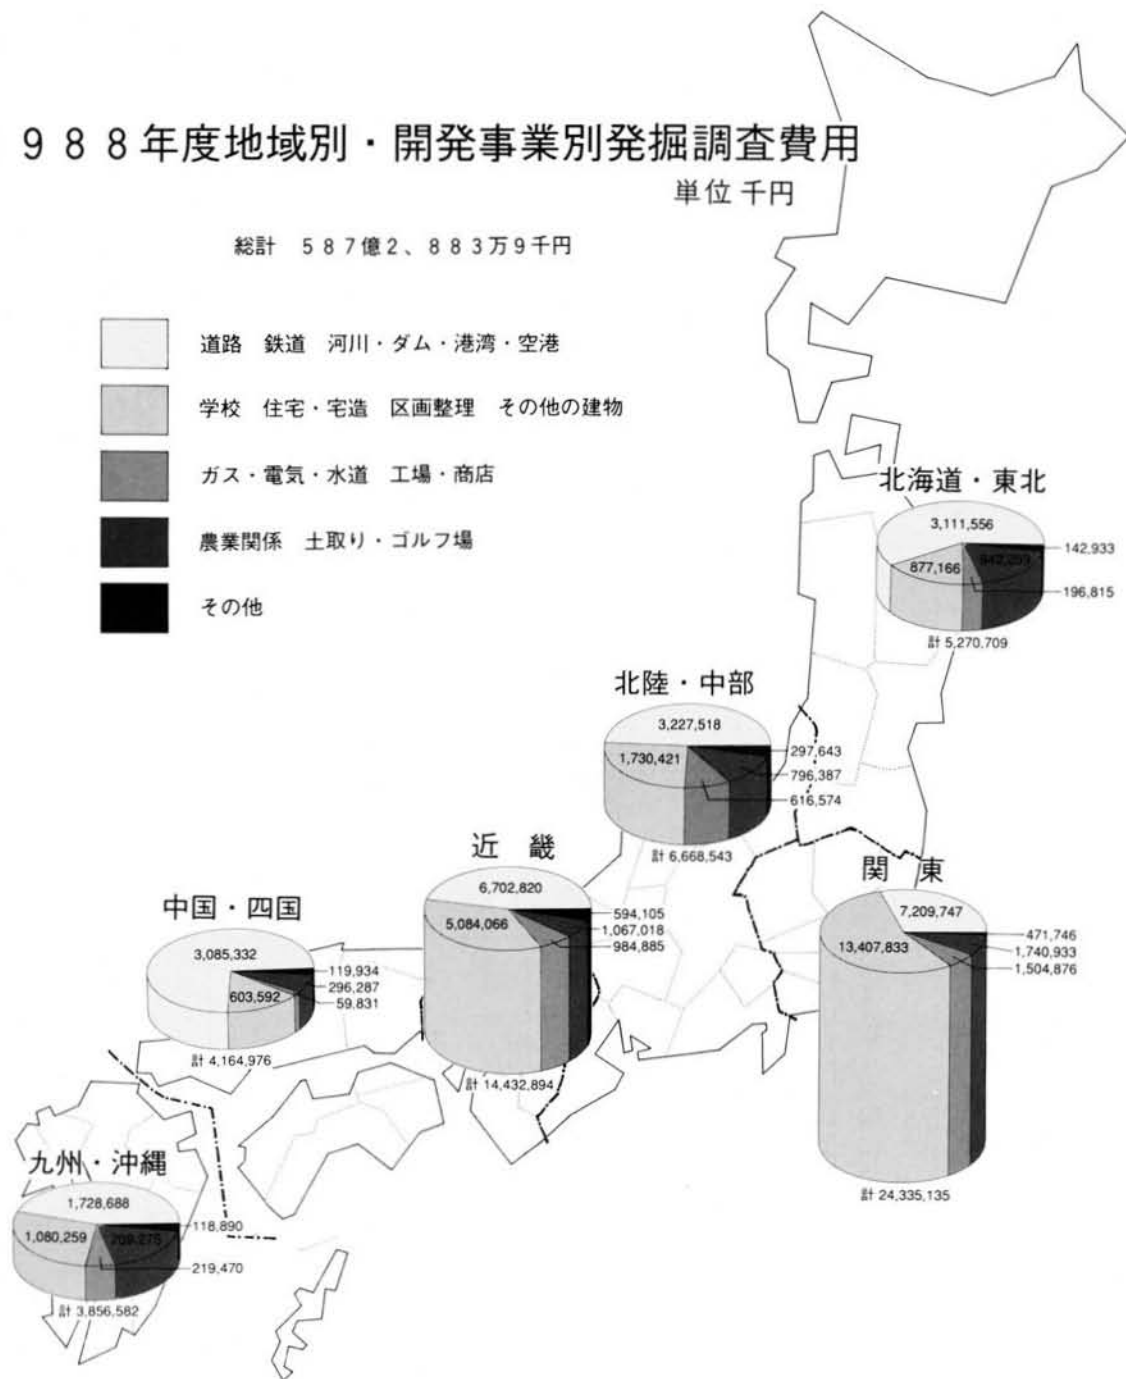 988年度地域別・開発事業別発掘調査費用
単位 千円
総計 587億2、883万9千円
道路 鉄道 河川・ダム・港湾・空港
学校 住宅・宅造 区画整理 その他の建物
ガス・電気・水道 工場・商店
農業関係 土取り・ゴルフ場
その他
北海道・東北
3,111,556
142,933
877,166
196,815
計 5,270,709
北陸・中部
3,227,518
297,643
1,730,421
796,387
616,574
計 6,668,543
近 畿
6,702,820
594,105
5,084,066
1,067,018
984,885
計 14,432,894
関 東
7,209,747
471,746
13,407,833
1,740,933
1,504,876
計 24,335,135
中国・四国
3,085,332
119,934
603,592
296,287
59,831
計 4,164,976
九州・沖縄
1,728,688
118,890
1,080,259
219,470
計 3,856,582